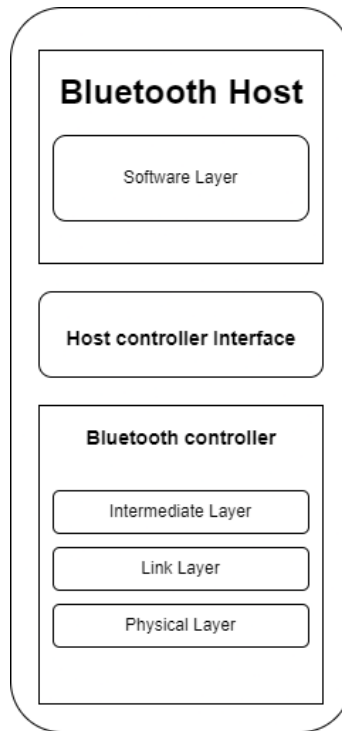 Bluetooth Host
Software Layer
Host controller Interface
Bluetooth controller
Intermediate Layer
Link Layer
Physical Layer